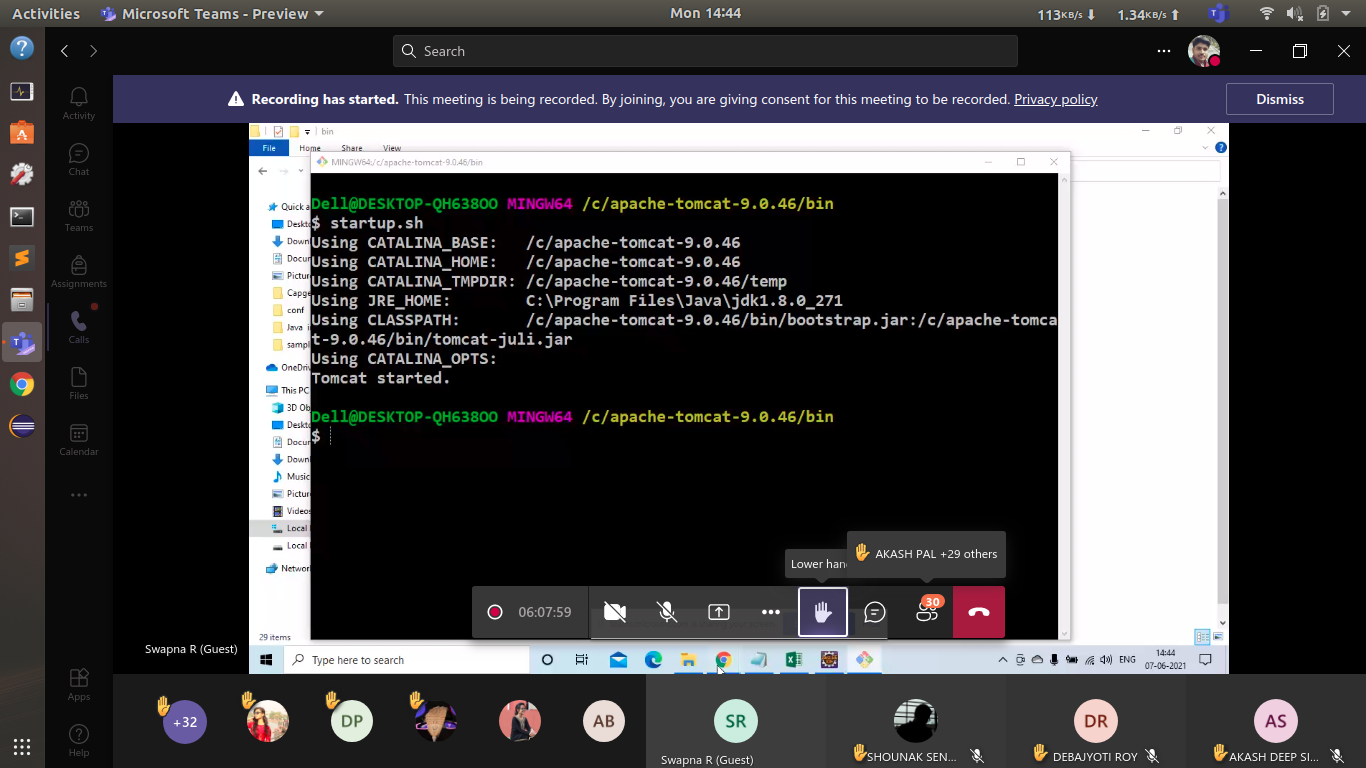 Activities
Microsoft Teams - Preview
Mon 14:44
113KB/s
1.34KB/s
Search
Activity
Chat
Teams
Assignments
Calls
Files
Calendar
Apps
Help
Recording has started. This meeting is being recorded. By joining, you are giving consent for this meeting to be recorded. Privacy policy
Dismiss
bin
File
Home
Share
View
MINGW64:/c/apache-tomcat-9.0.46/bin
Quick a
Deskt
Down
Docu
Pictur
Capge
conf
Java i
sampl
OneDriv
This PC
3D Ob
Deskt
Docu
Down
Music
Pictur
Videos
Local
Local
Networ
29 items
Dell@DESKTOP-QH638OO MINGW64 /c/apache-tomcat-9.0.46/bin
$ startup.sh
Using CATALINA_BASE:   /c/apache-tomcat-9.0.46
Using CATALINA_HOME:   /c/apache-tomcat-9.0.46
Using CATALINA_TMPDIR: /c/apache-tomcat-9.0.46/temp
Using JRE_HOME:        C:\Program Files\Java\jdk1.8.0_271
Using CLASSPATH:       /c/apache-tomcat-9.0.46/bin/bootstrap.jar:/c/apache-tomca
t-9.0.46/bin/tomcat-juli.jar
Using CATALINA_OPTS:
Tomcat started.
Dell@DESKTOP-QH638OO MINGW64 /c/apache-tomcat-9.0.46/bin
$
AKASH PAL +29 others
Lower han
06:07:59
30
Swapna R (Guest)
Type here to search
ENG
14:44
07-06-2021
+32
DP
AB
SR
Swapna R (Guest)
SHOUNAK SEN...
DR
DEBAJYOTI ROY
AS
AKASH DEEP SI...